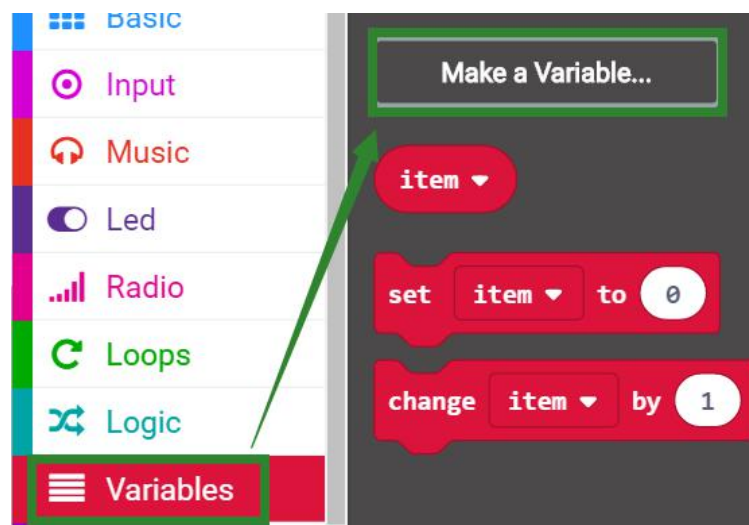 Basic
Input
Music
Led
Radio
Loops
Logic
Variables
Make a Variable...
item
set item to 0
change item by 1